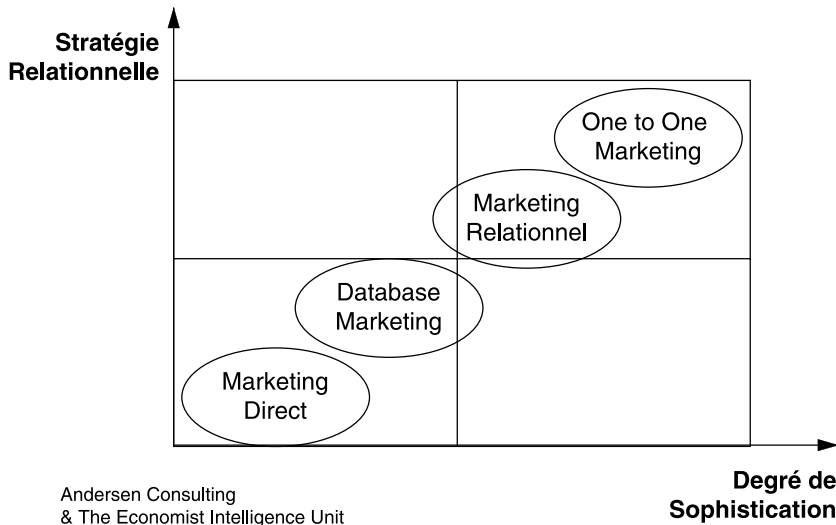 Stratégie
Relationnelle
One to One
Marketing
Marketing
Relationnel
Database
Marketing
Marketing
Direct
Degré de
Sophistication
Andersen Consulting
& The Economist Intelligence Unit